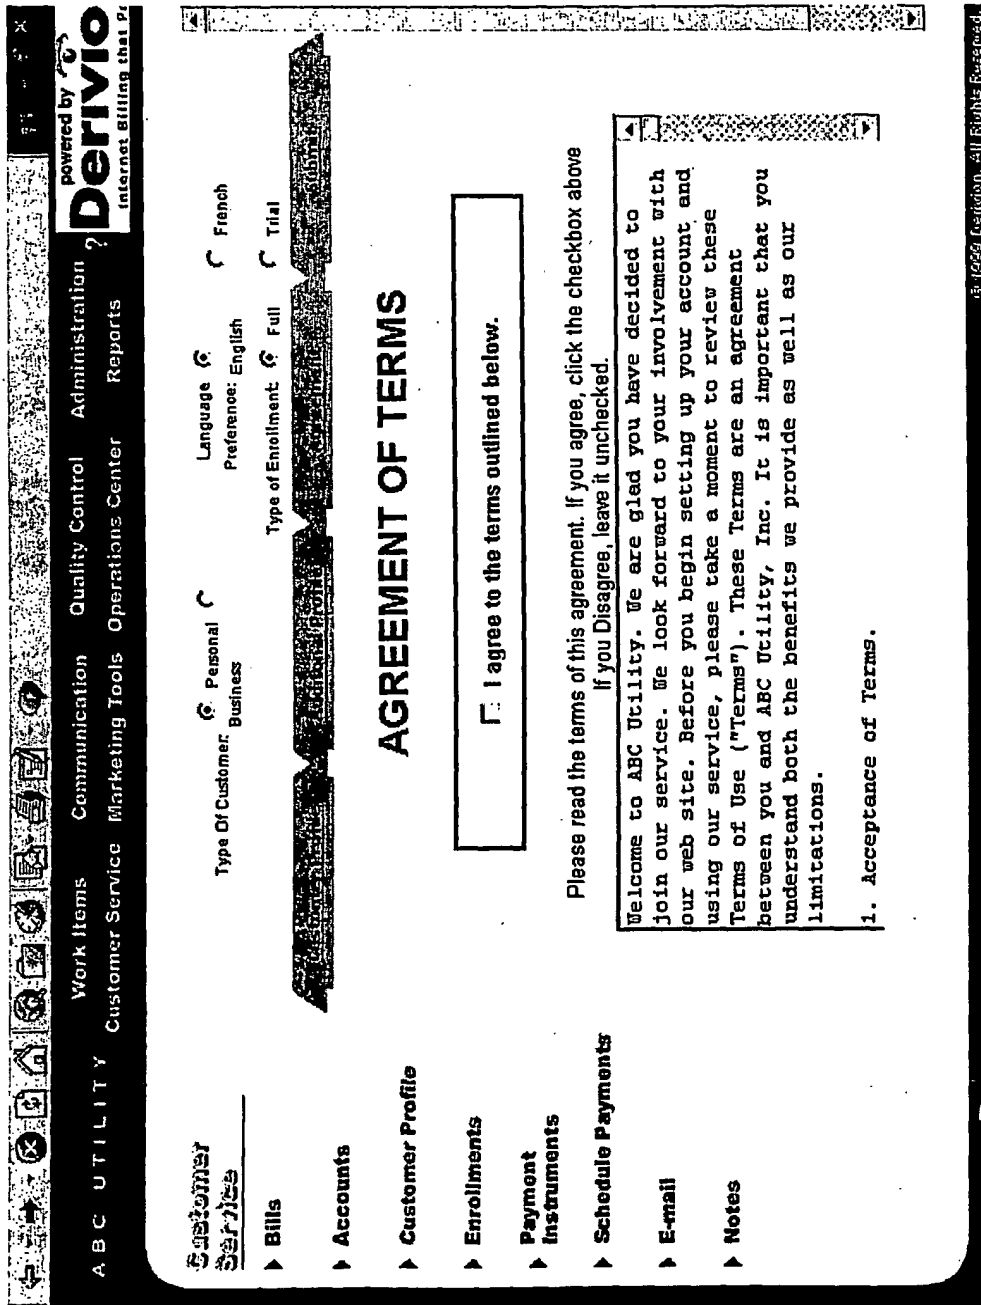 powered by
Derivio
Internet Billing that
ABC UTILITY
Work Items Communication Quality Control Administration ?
Customer Service Marketing Tools Operations Center Reports
Customer
Service
Bills
Accounts
Customer Profile
Enrollments
Payment
Instruments
Schedule Payments
E-mail
Notes
Type Of Customer: Personal
Business
Language
Preference: English French
Type of Enrollment: Full Trial
AGREEMENT OF TERMS
I agree to the terms outlined below.
Please read the terms of this agreement. If you agree, click the checkbox above
If you Disagree, leave it unchecked.
Welcome to ABC Utility. We are glad you have decided to
join our service. We look forward to your involvement with
our web site. Before you begin setting up your account and
using our service, please take a moment to review these
Terms of Use ("Terms"). These Terms are an agreement
between you and ABC Utility, Inc. It is important that you
understand both the benefits we provide as well as our
limitations.
1. Acceptance of Terms.
© 1999 Derivion. All Rights Reserved.